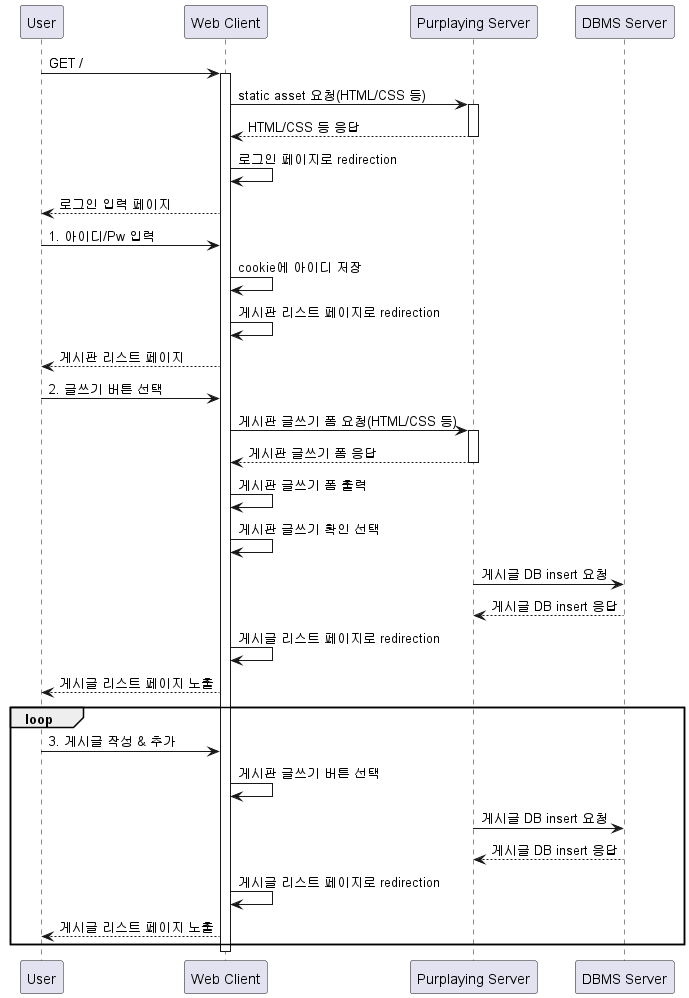 User
Web Client
Purplaying Server
DBMS Server
GET /
static asset 요청(HTML/CSS 등)
HTML/CSS 등 응답
로그인 페이지로 redirection
로그인 입력 페이지
1. 아이디/Pw 입력
cookie에 아이디 저장
게시판 리스트 페이지로 redirection
게시판 리스트 페이지
2. 글쓰기 버튼 선택
게시판 글쓰기 폼 요청(HTML/CSS 등)
게시판 글쓰기 폼 응답
게시판 글쓰기 폼 출력
게시판 글쓰기 확인 선택
게시글 DB insert 요청
게시글 DB insert 응답
게시글 리스트 페이지로 redirection
게시글 리스트 페이지 노출
loop
3. 게시글 작성 & 추가
게시판 글쓰기 버튼 선택
게시글 DB insert 요청
게시글 DB insert 응답
게시글 리스트 페이지로 redirection
게시글 리스트 페이지 노출
User
Web Client
Purplaying Server
DBMS Server